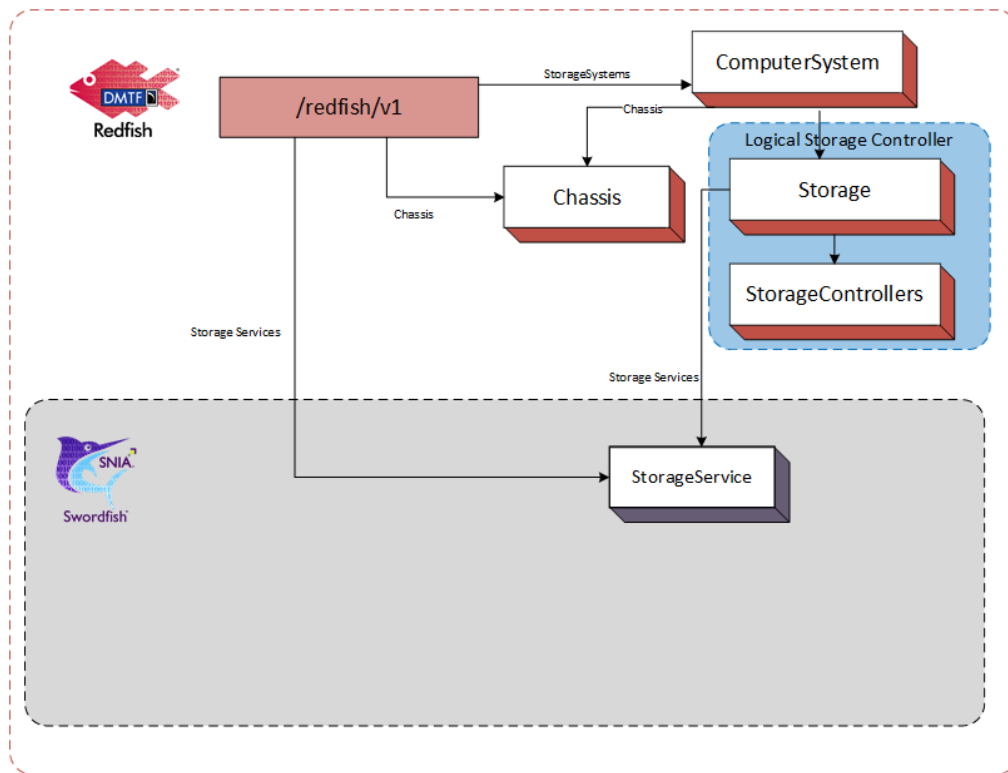 ComputerSystem
StorageSystems
/redfish/v1
DMTF
Redfish
Chassis
Logical Storage Controller
Storage
Chassis
Chassis
StorageControllers
Storage Services
Storage Services
SNIA
Swordfish
StorageService